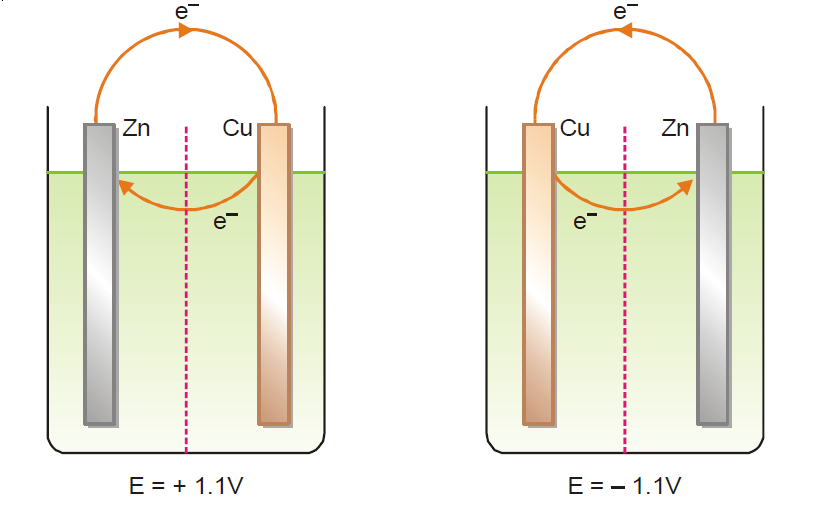 e–
Zn
Cu
e–
E = + 1.1V
e–
Cu
Zn
e–
E = – 1.1V